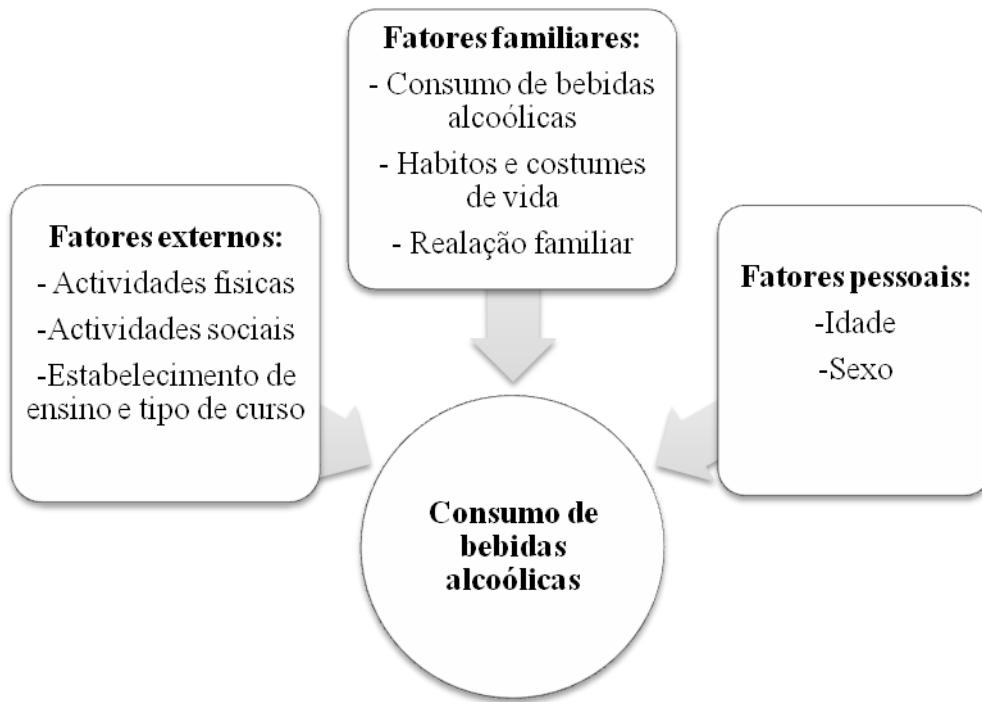 Fatores familiares:
- Consumo de bebidas
alcoólicas
- Habitos e costumes
de vida
- Realação familiar
Fatores externos:
- Actividades fisicas
-Actividades sociais
-Estabelecimento de
ensino e tipo de curso
Fatores pessoais:
-Idade
-Sexo
Consumo de
bebidas
alcoólicas